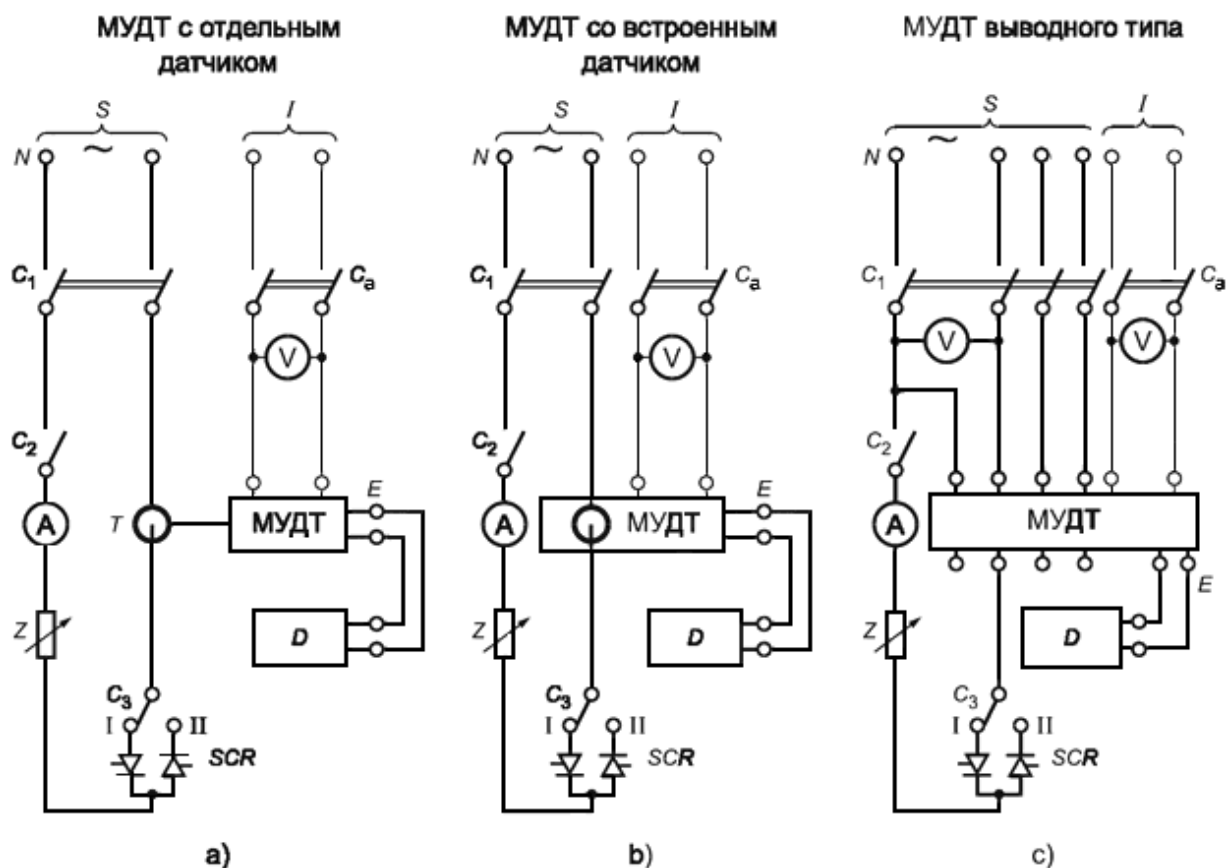 МУДТ с отдельным
датчиком
МУДТ со встроенным
датчиком
МУДТ выводного типа
S I S I S I
~ ~ ~
N N N
C1 Ca C1 Ca C1 Ca
V V V V
C2 C2 C2
A T МУДТ E A МУДТ E A МУДТ E
Z D Z D Z D
C3 C3 C3
I II I II I II
SCR SCR SCR
a) b) c)